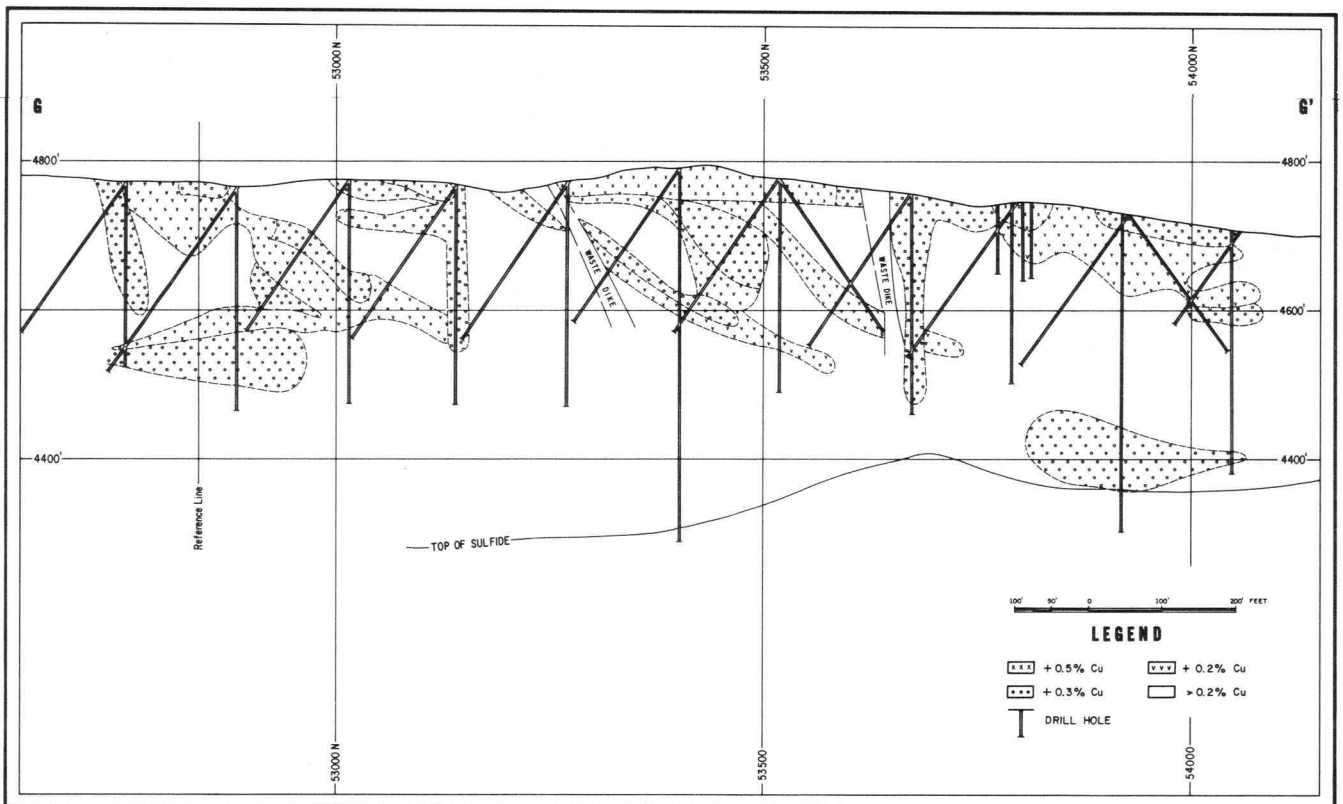 53000 N
53500
54000 N
G
G'
4800'
4800'
WASTE DIKE
WASTE DIKE
4600'
4600'
4400'
4400'
Reference Line
TOP OF SULFIDE
100' 50' 0 100' 200' FEET
LEGEND
+ 0.5% Cu
+ 0.2% Cu
+ 0.3% Cu
> 0.2% Cu
DRILL HOLE
53000 N
53500
54000